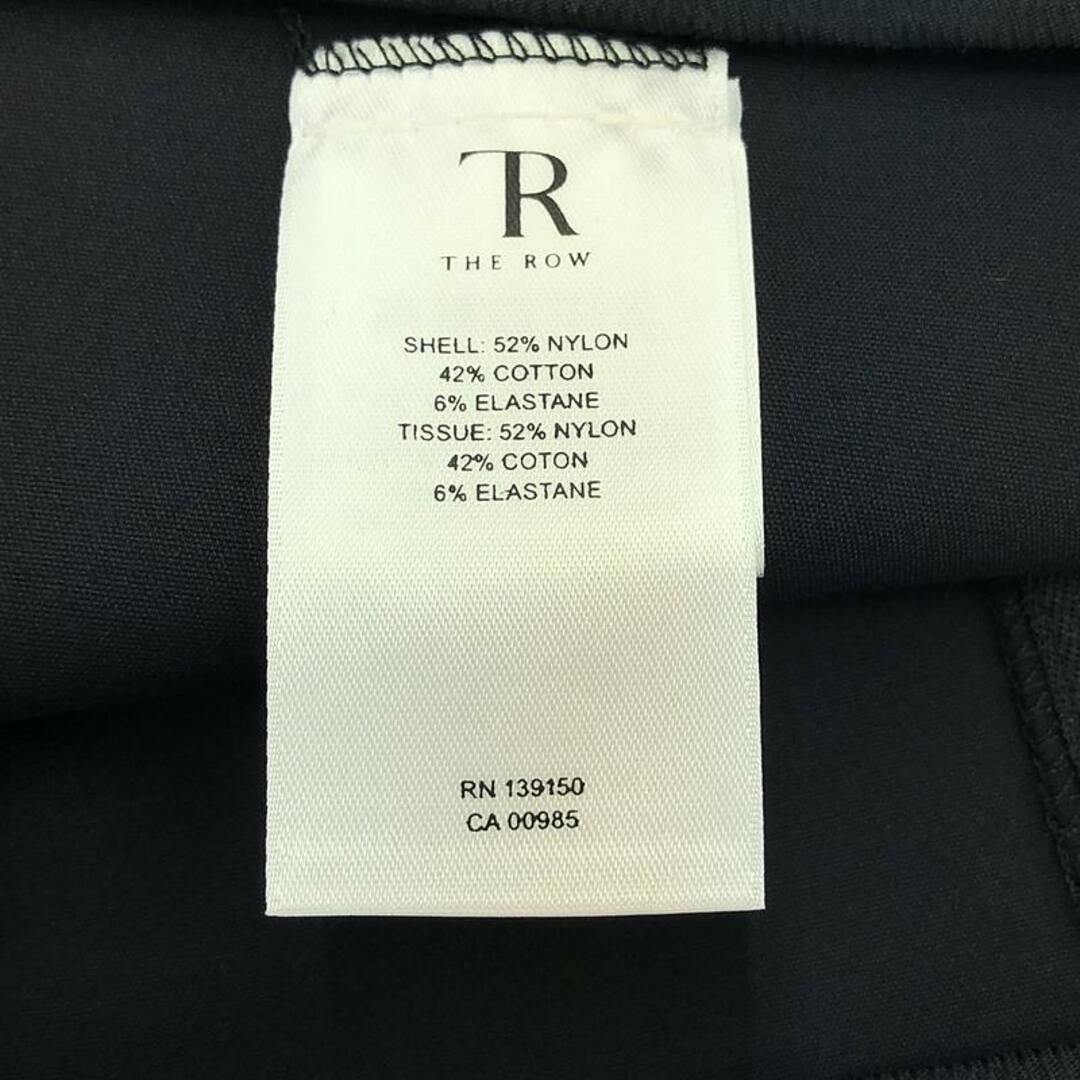 TR
THE ROW
SHELL: 52% NYLON
42% COTTON
6% ELASTANE
TISSUE: 52% NYLON
42% COTON
6% ELASTANE
RN 139150
CA 00985